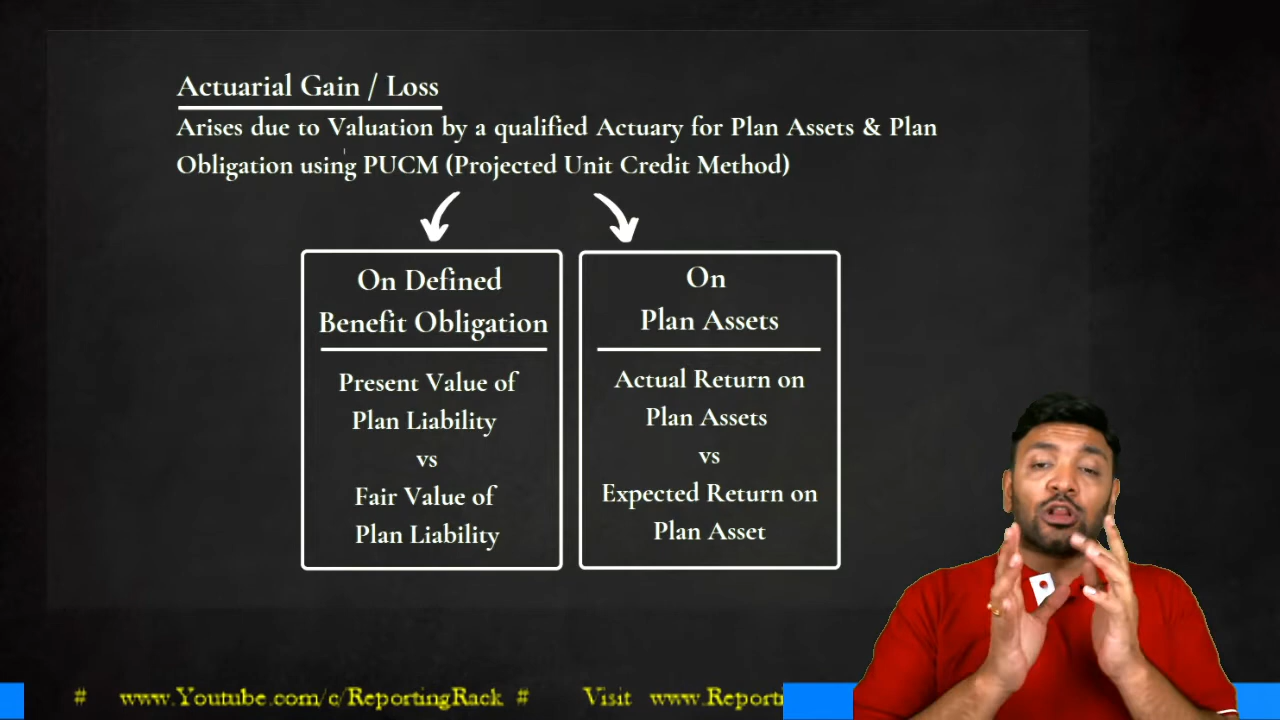 Actuarial Gain / Loss
Arises due to Valuation by a qualified Actuary for Plan Assets & Plan
Obligation using PUCM (Projected Unit Credit Method)
On Defined
Benefit Obligation
Present Value of
Plan Liability
vs
Fair Value of
Plan Liability
On
Plan Assets
Actual Return on
Plan Assets
vs
Expected Return on
Plan Asset
# www.Youtube.com/c/ReportingRack # Visit www.Reporti